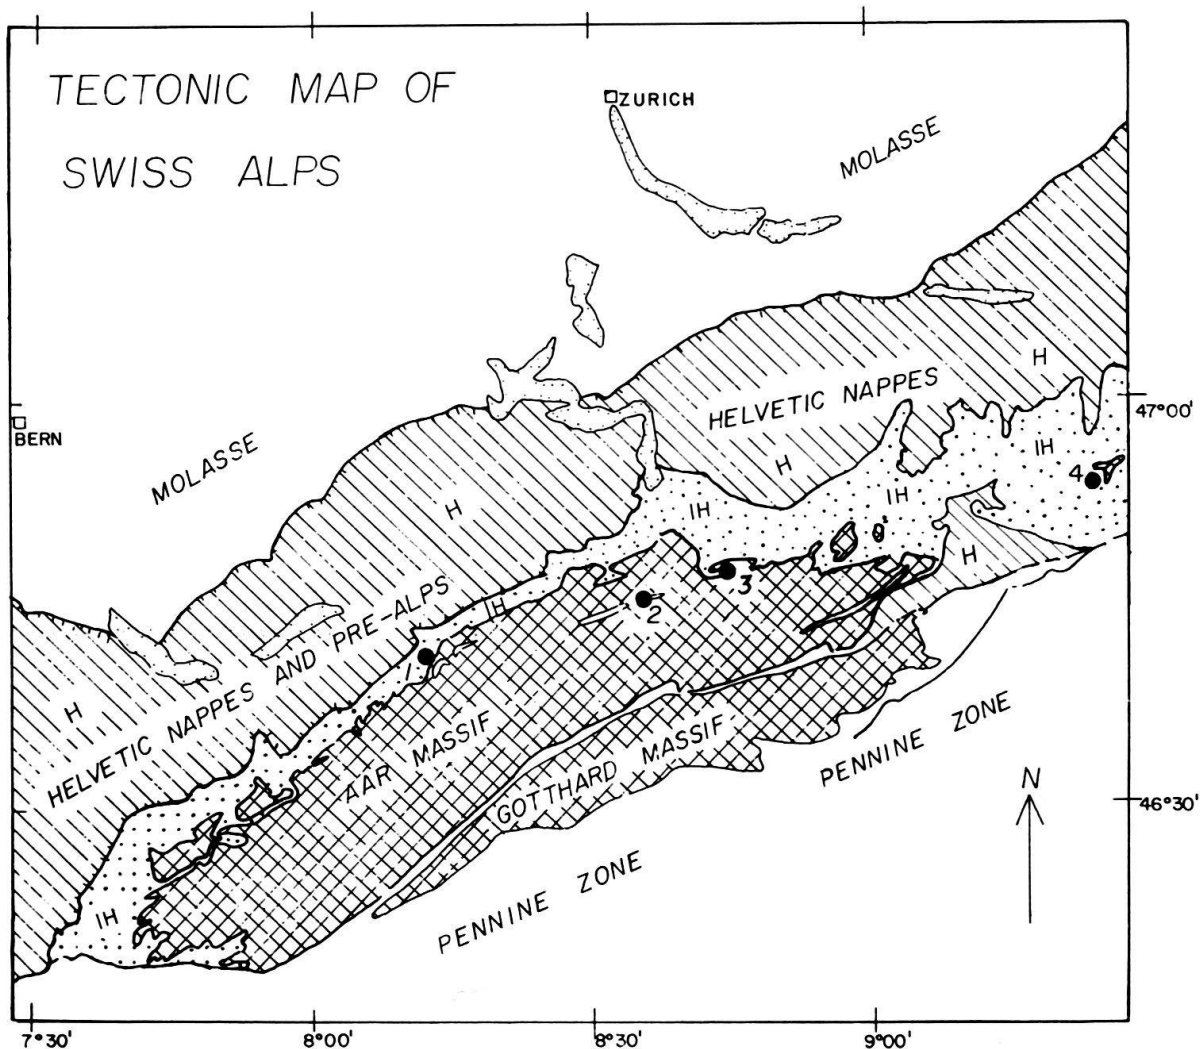 TECTONIC MAP OF
SWISS ALPS
ZURICH
MOLASSE
H
HELVETIC NAPPES
47°00'
BERN
MOLASSE
H
H
IH
4
IH
IH
H
3
2
IH
1
HELVETIC NAPPES AND PRE-ALPS
H
AAR MASSIF
GOTTHARD MASSIF
PENNINE ZONE
N
46°30'
PENNINE ZONE
IH
7°30'
8°00'
8°30'
9°00'